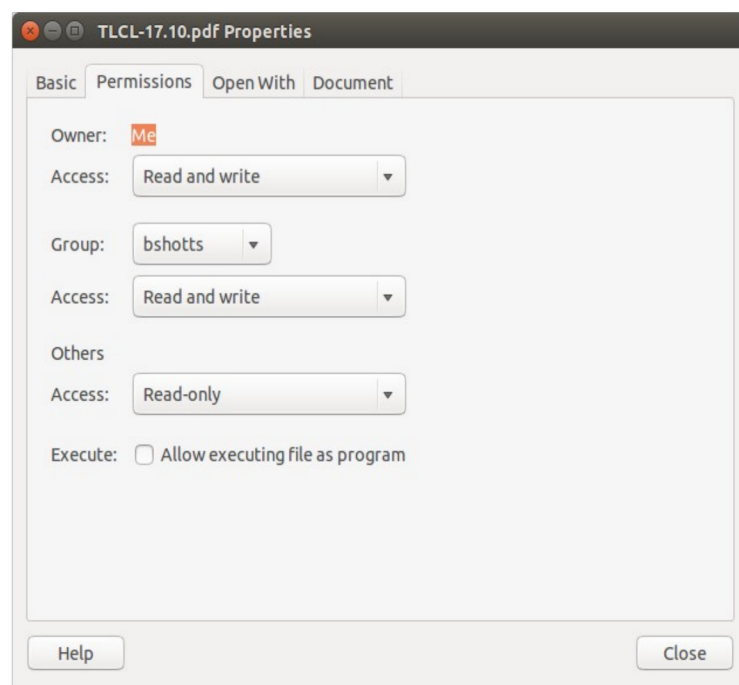 TLCL-17.10.pdf Properties
Basic Permissions Open With Document
Owner: Me
Access: Read and write
Group: bshotts
Access: Read and write
Others
Access: Read-only
Execute: Allow executing file as program
Help Close